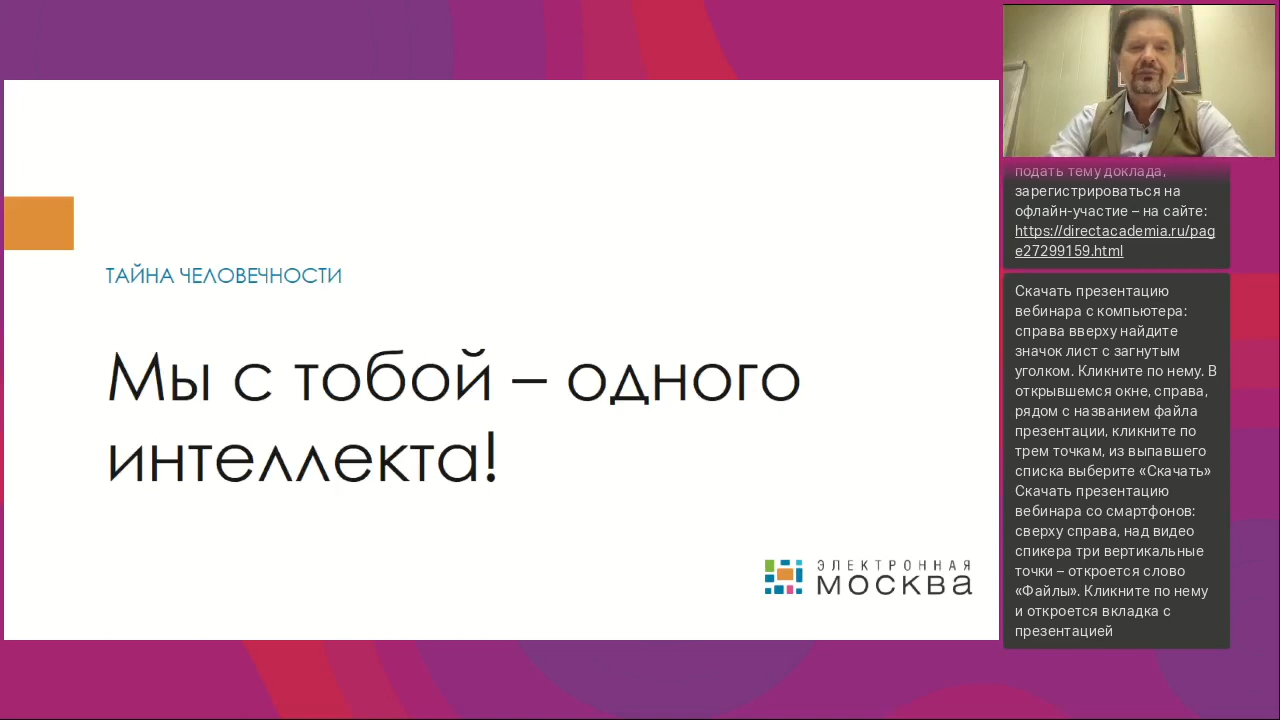 ТАЙНА ЧЕЛОВЕЧНОСТИ
Мы с тобой – одного
интеллекта!
ЭЛЕКТРОННАЯ
МОСКВА
подать тему доклада,
зарегистрироваться на
офлайн-участие – на сайте:
https://directacademia.ru/pag
e27299159.html
Скачать презентацию
вебинара с компьютера:
справа вверху найдите
значок лист с загнутым
уголком. Кликните по нему. В
открывшемся окне, справа,
рядом с названием файла
презентации, кликните по
трем точкам, из выпавшего
списка выберите «Скачать»
Скачать презентацию
вебинара со смартфонов:
сверху справа, над видео
спикера три вертикальные
точки – откроется слово
«Файлы». Кликните по нему
и откроется вкладка с
презентацией